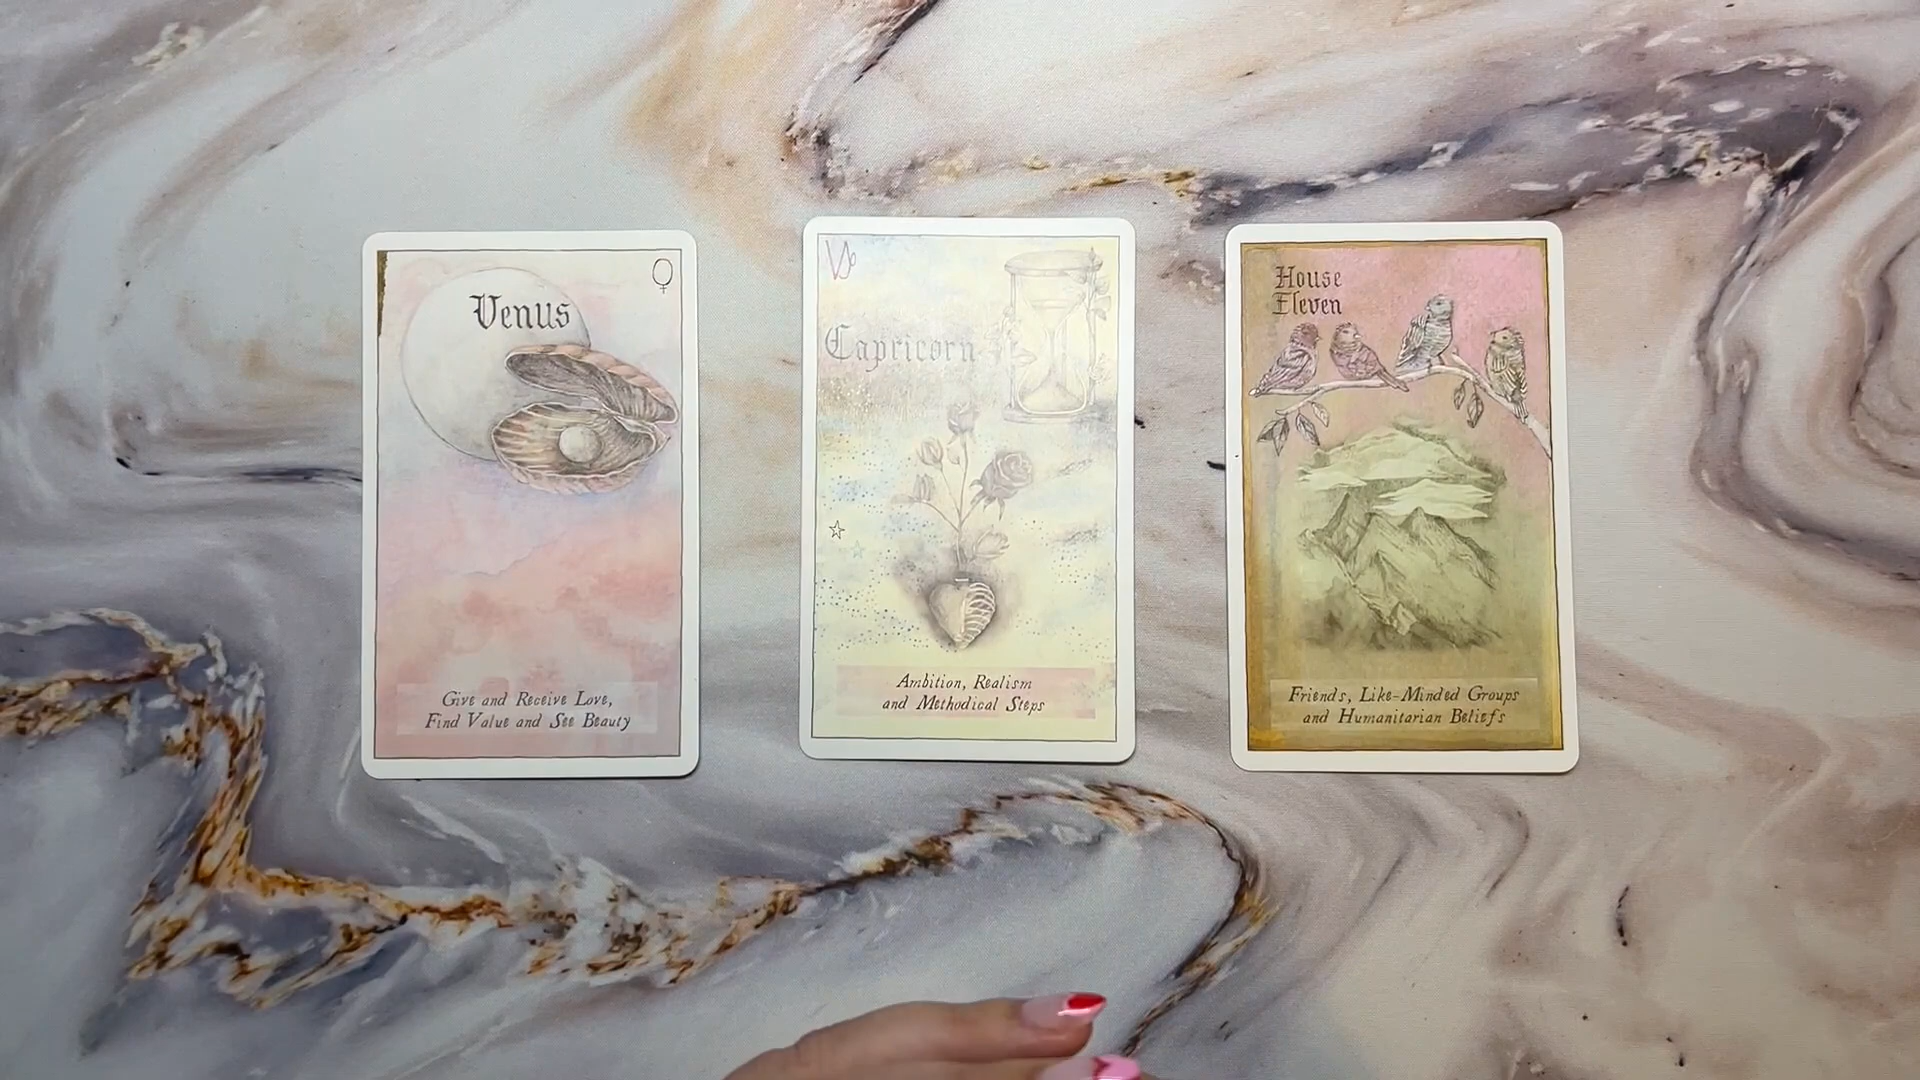 Venus
Give and Receive Love,
Find Value and See Beauty
Capricorn
Ambition, Realism
and Methodical Steps
House
Eleven
Friends, Like-Minded Groups
and Humanitarian Beliefs